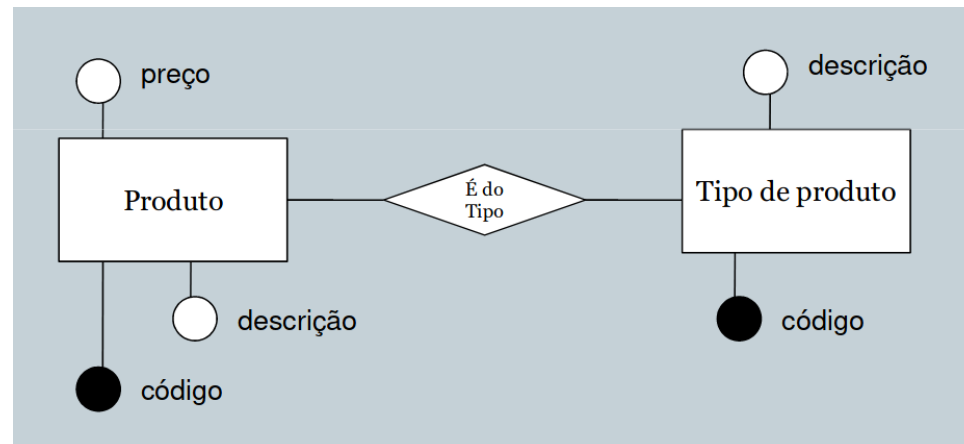 preço
descrição
Produto
É do
Tipo
Tipo de produto
descrição
código
código